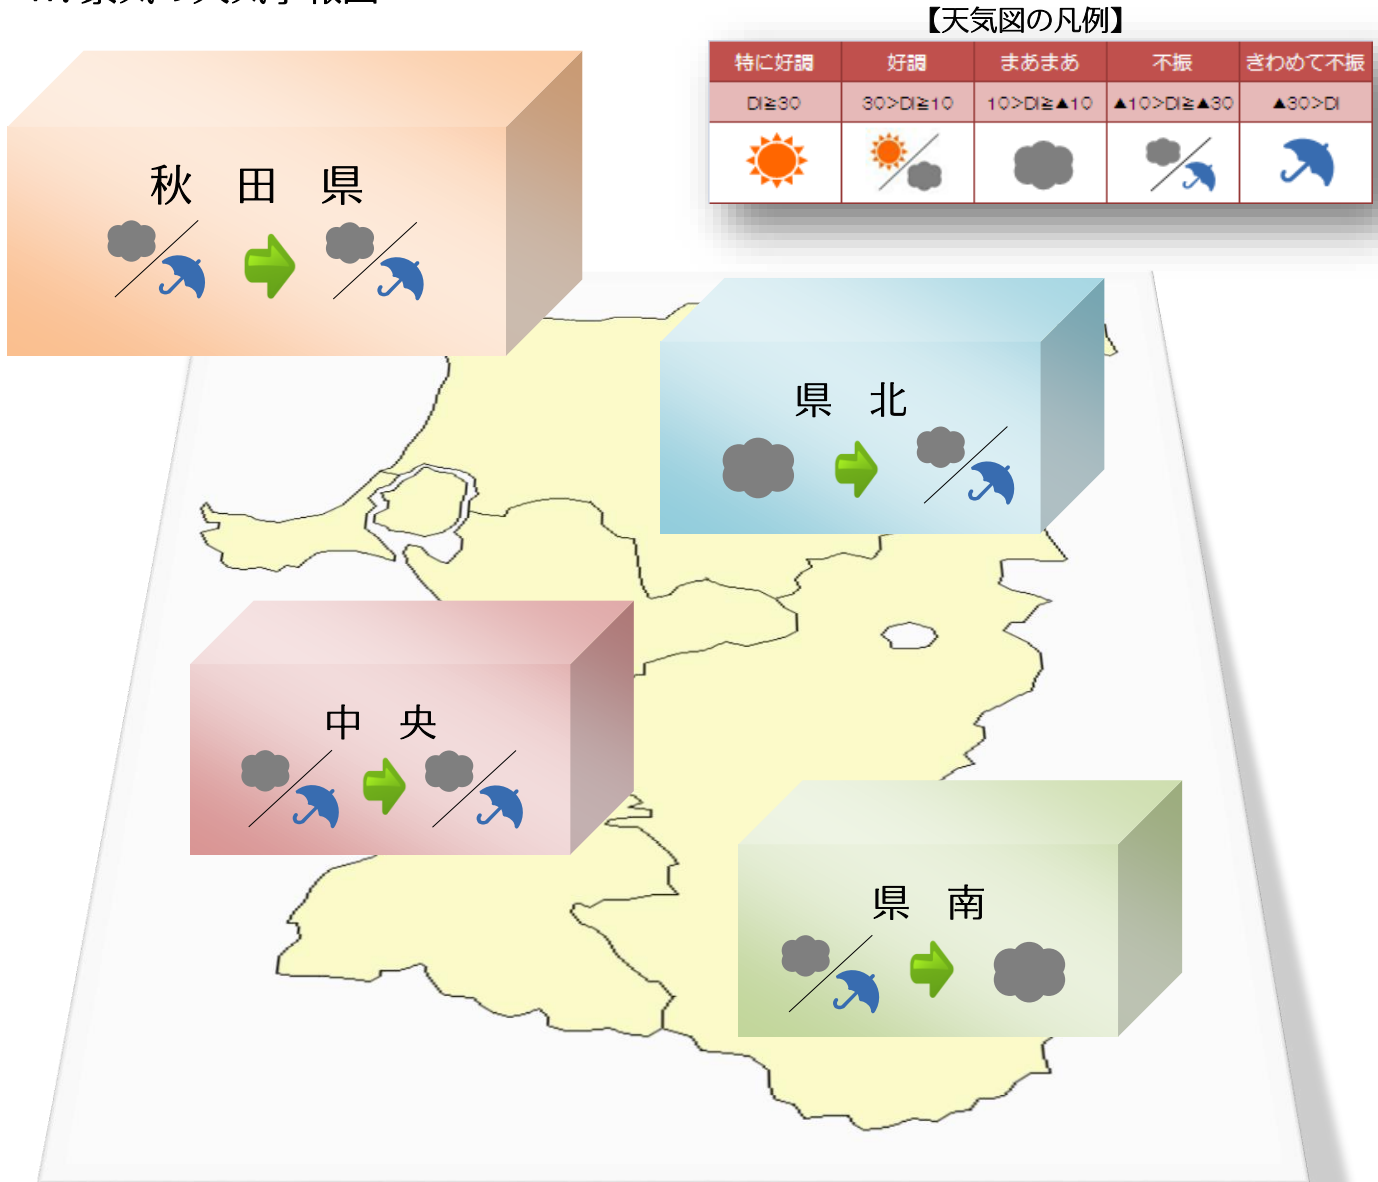 【天気図の凡例】
特に好調 好調 まあまあ 不振 きわめて不振
DI≧30 30>DI≧10 10>DI≧▲10 ▲10>DI≧▲30 ▲30>DI
秋 田 県
県 北
中 央
県 南